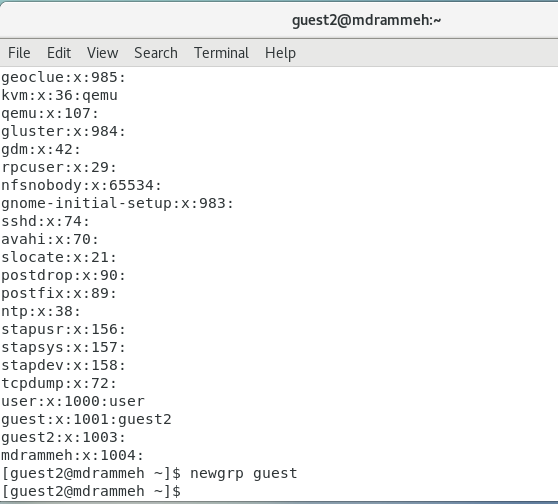 guest2@mdrammeh:~
File Edit View Search Terminal Help
geoclue:x:985:
kvm:x:36:qemu
qemu:x:107:
gluster:x:984:
gdm:x:42:
rpcuser:x:29:
nfsnobody:x:65534:
gnome-initial-setup:x:983:
sshd:x:74:
avahi:x:70:
slocate:x:21:
postdrop:x:90:
postfix:x:89:
ntp:x:38:
stapusr:x:156:
stapsys:x:157:
stapdev:x:158:
tcpdump:x:72:
user:x:1000:user
guest:x:1001:guest2
guest2:x:1003:
mdrammeh:x:1004:
[guest2@mdrammeh ~]$ newgrp guest
[guest2@mdrammeh ~]$